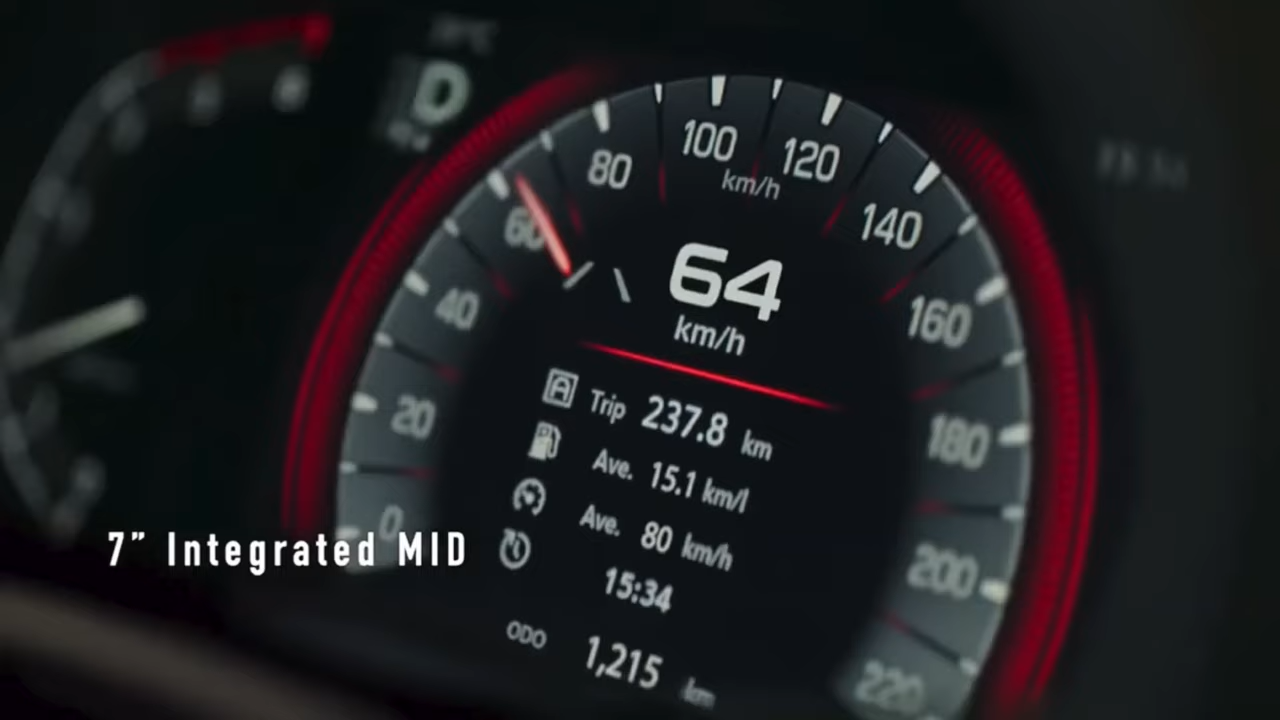 D
0
20
40
60
80
100
120
140
160
180
200
220
km/h
64
km/h
A Trip 237.8 km
Ave. 15.1 km/l
Ave. 80 km/h
15:34
ODO 1,215 km
7” Integrated MID